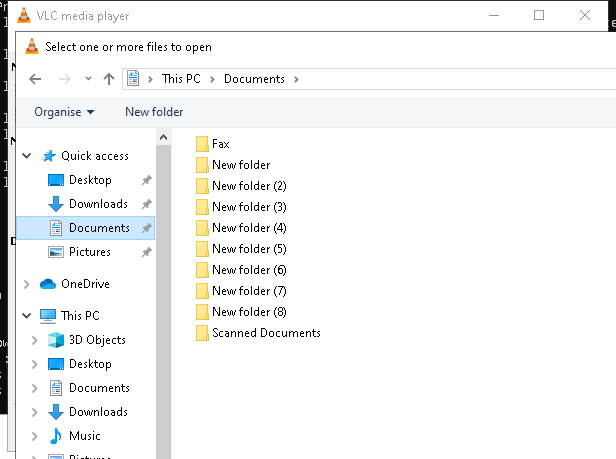 VLC media player
Select one or more files to open
This PC > Documents >
Organise New folder
Quick access
Desktop
Downloads
Documents
Pictures
OneDrive
This PC
3D Objects
Desktop
Documents
Downloads
Music
Fax
New folder
New folder (2)
New folder (3)
New folder (4)
New folder (5)
New folder (6)
New folder (7)
New folder (8)
Scanned Documents